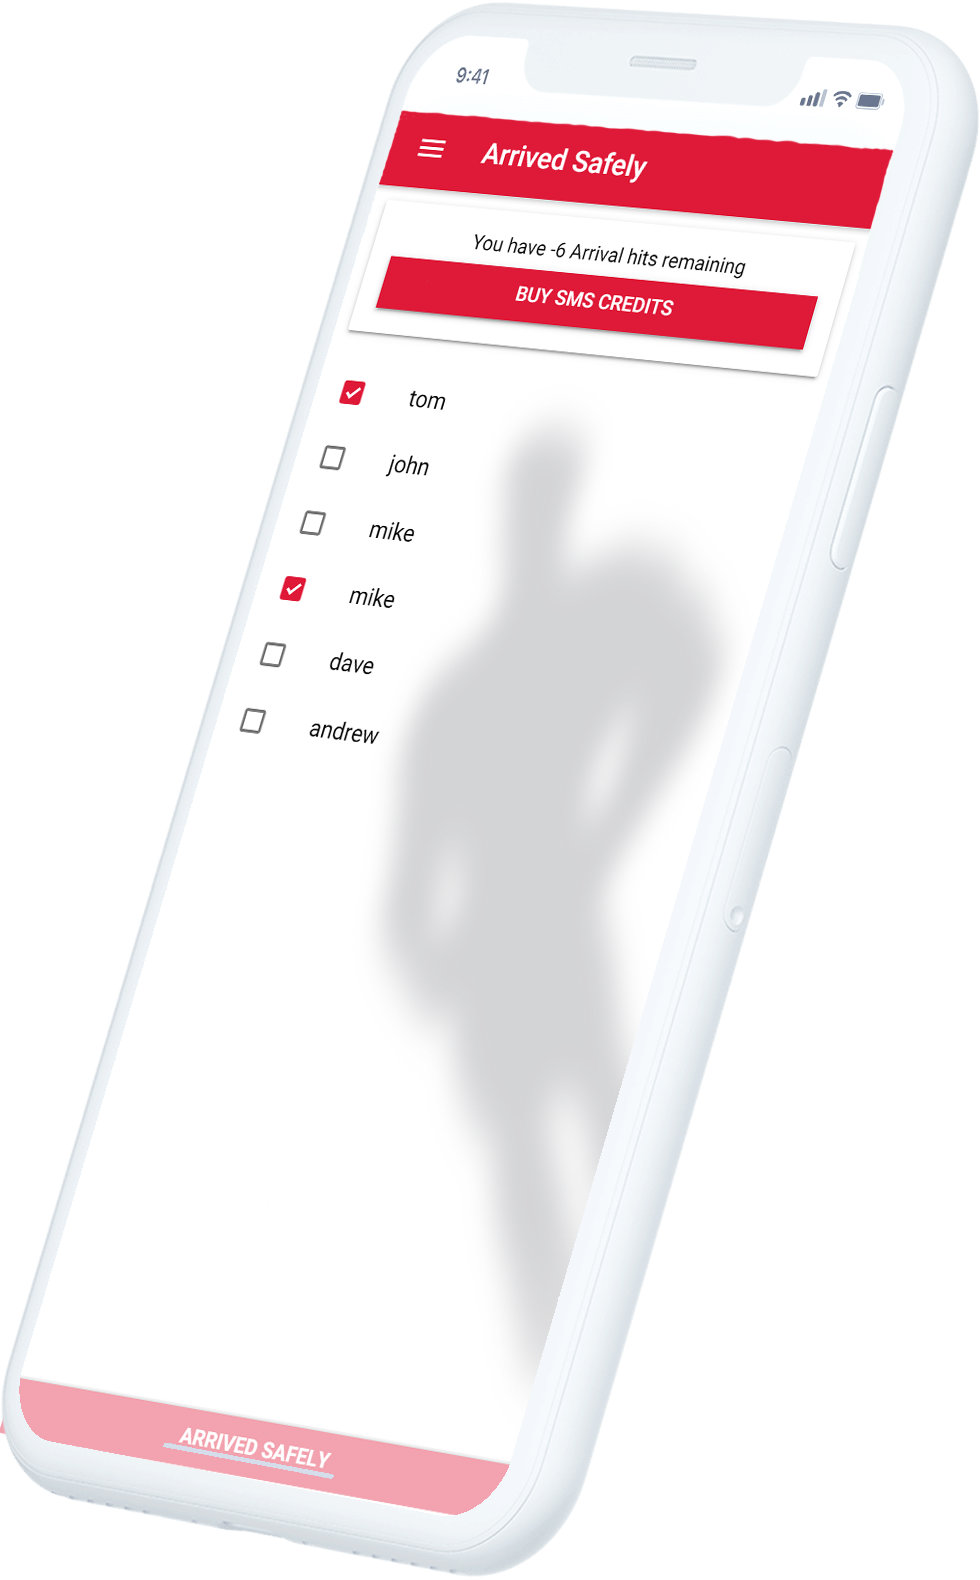 9:41
Arrived Safely
You have -6 Arrival hits remaining
BUY SMS CREDITS
tom
john
mike
mike
dave
andrew
ARRIVED SAFELY